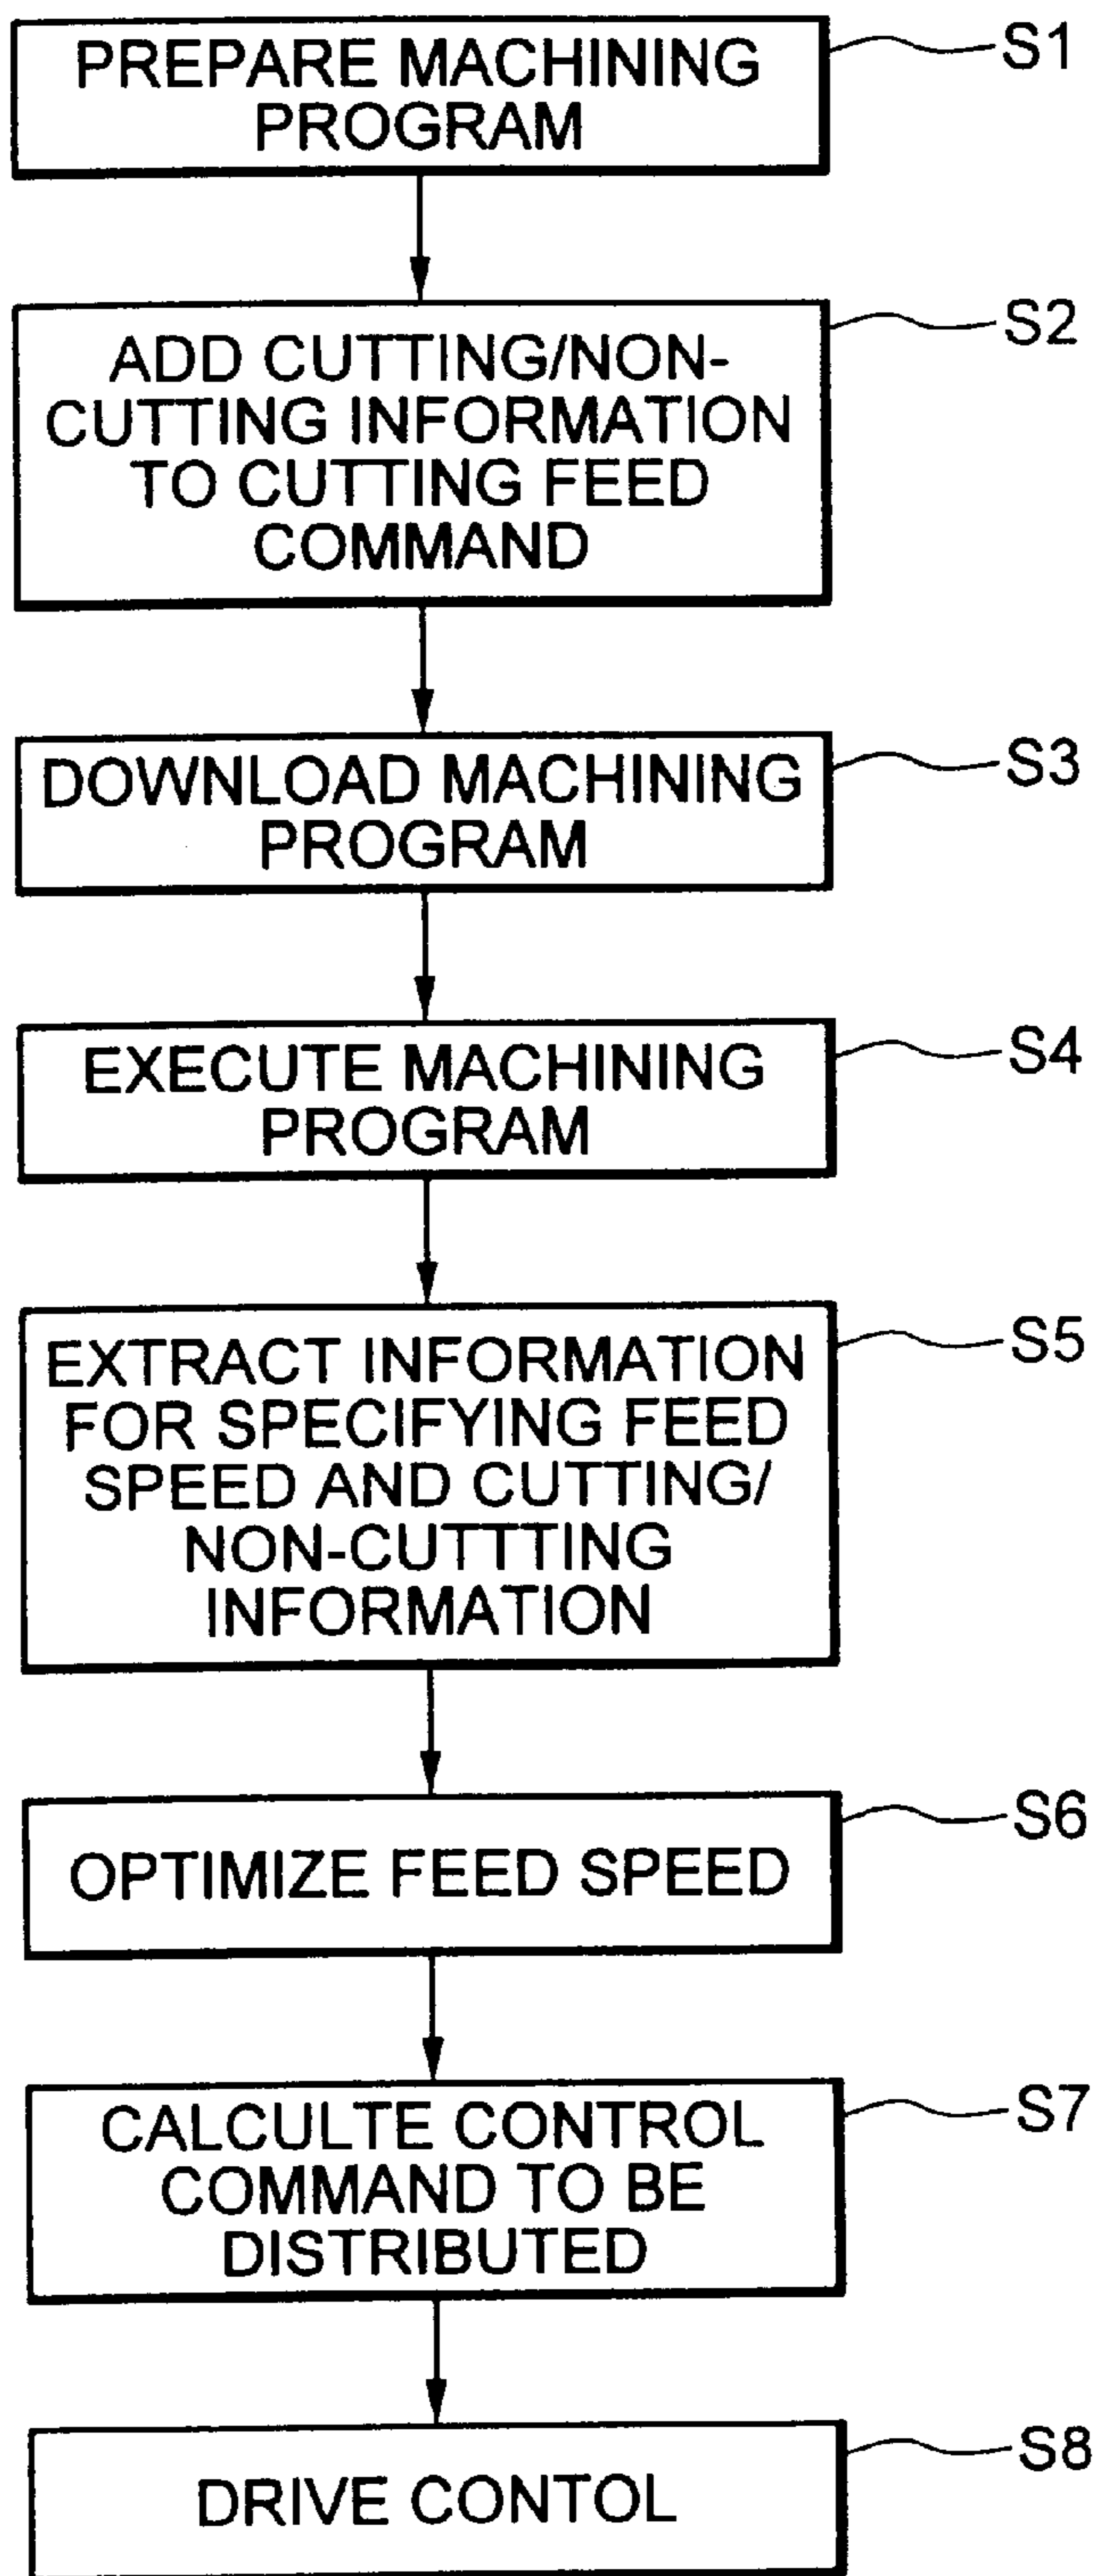 PREPARE MACHINING
PROGRAM
S1
ADD CUTTING/NON-
CUTTING INFORMATION
TO CUTTING FEED
COMMAND
S2
DOWNLOAD MACHINING
PROGRAM
S3
EXECUTE MACHINING
PROGRAM
S4
EXTRACT INFORMATION
FOR SPECIFYING FEED
SPEED AND CUTTING/
NON-CUTTTING
INFORMATION
S5
OPTIMIZE FEED SPEED
S6
CALCULTE CONTROL
COMMAND TO BE
DISTRIBUTED
S7
DRIVE CONTOL
S8